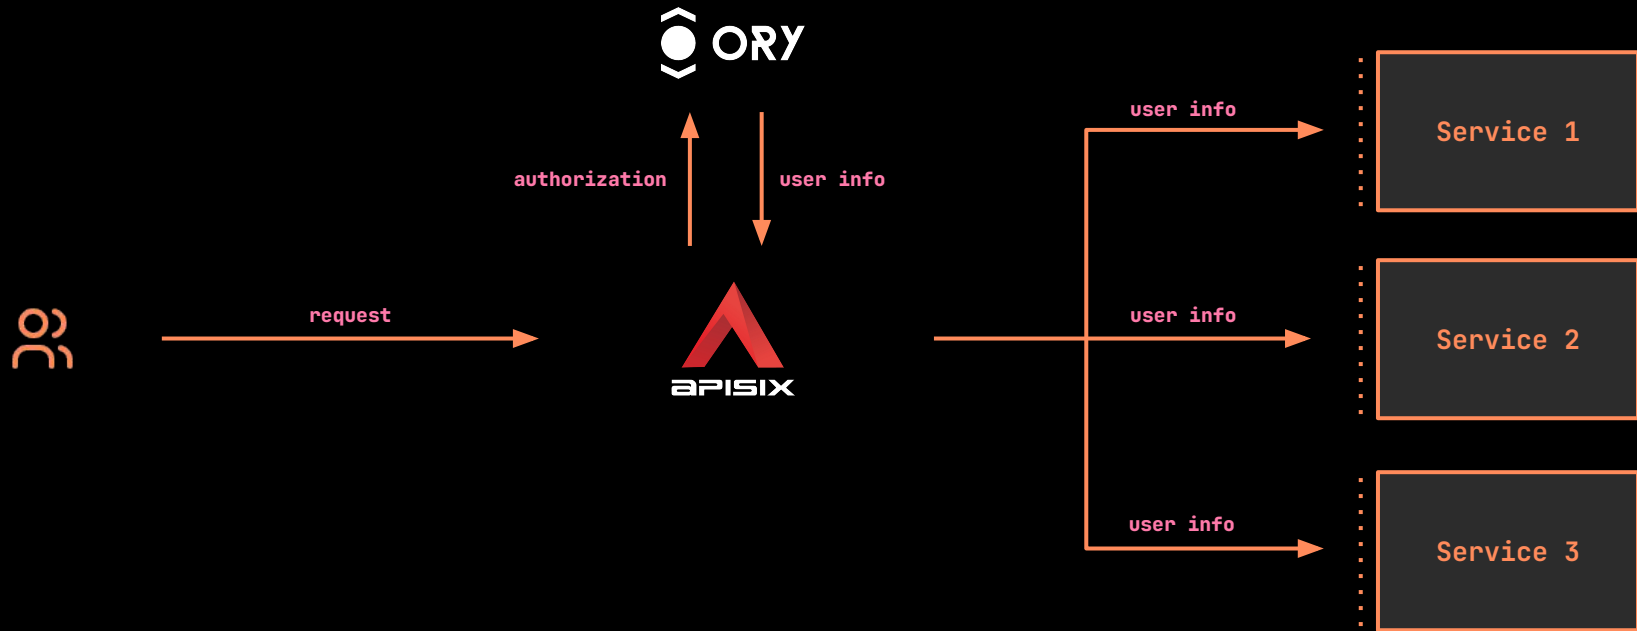 ORY
user info
Service 1
authorization
user info
request
user info
Service 2
apisix
user info
Service 3